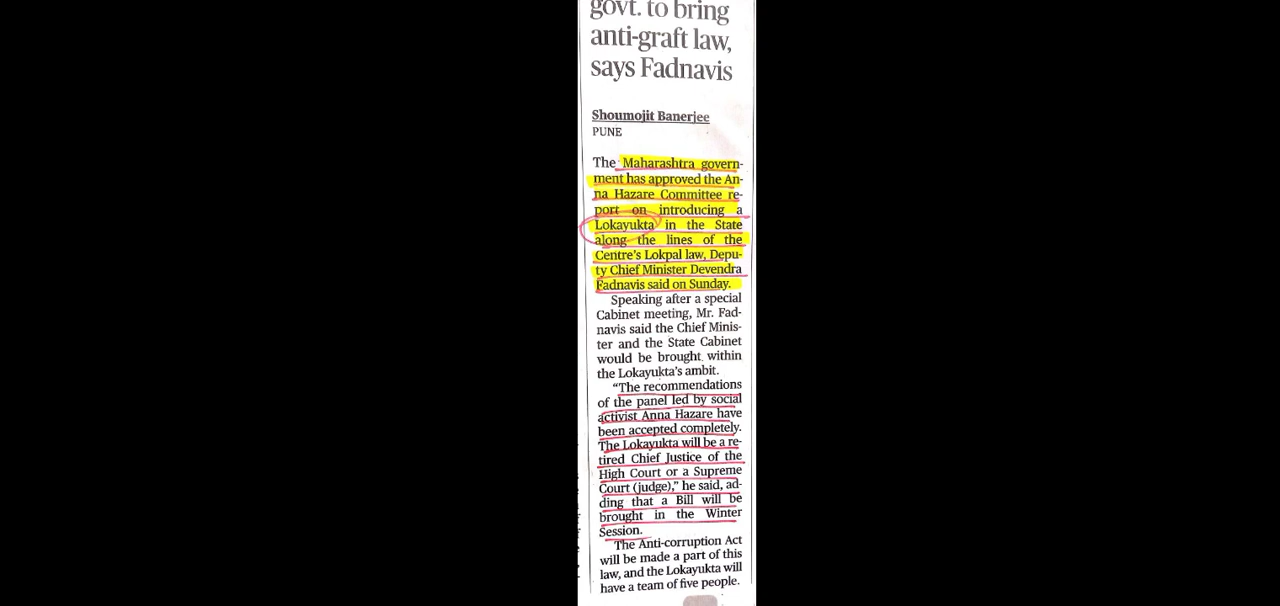 govt. to bring
anti-graft law,
says Fadnavis
Shoumojit Banerjee
PUNE
The Maharashtra govern-
ment has approved the An-
na Hazare Committee re-
port on introducing a
Lokayukta in the State
along the lines of the
Centre's Lokpal law, Depu-
ty Chief Minister Devendra
Fadnavis said on Sunday.
Speaking after a special
Cabinet meeting, Mr. Fad-
navis said the Chief Minis-
ter and the State Cabinet
would be brought within
the Lokayukta's ambit.
“The recommendations
of the panel led by social
activist Anna Hazare have
been accepted completely.
The Lokayukta will be a re-
tired Chief Justice of the
High Court or a Supreme
Court (judge),” he said, ad-
ding that a Bill will be
brought in the Winter
Session.
The Anti-corruption Act
will be made a part of this
law, and the Lokayukta will
have a team of five people.